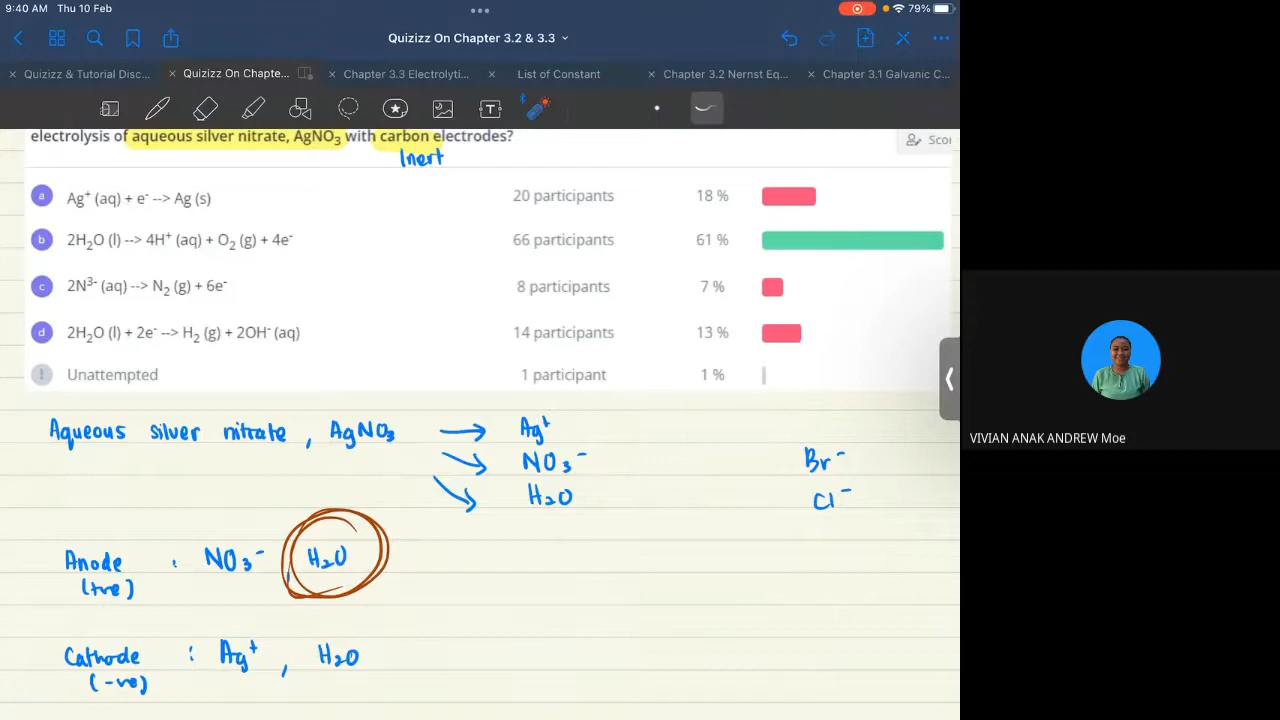 9:40 AM Thu 10 Feb
79%
Quizizz On Chapter 3.2 & 3.3
Quizizz & Tutorial Disc...
Quizizz On Chapte...
Chapter 3.3 Electrolyti...
List of Constant
Chapter 3.2 Nernst Eq...
Chapter 3.1 Galvanic C...
electrolysis of aqueous silver nitrate, AgNO₃ with carbon electrodes?
Scor
Inert
a Ag⁺ (aq) + e⁻ --> Ag (s) 20 participants 18 %
b 2H₂O (l) --> 4H⁺ (aq) + O₂ (g) + 4e⁻ 66 participants 61 %
c 2N³⁻ (aq) --> N₂ (g) + 6e⁻ 8 participants 7 %
d 2H₂O (l) + 2e⁻ --> H₂ (g) + 2OH⁻ (aq) 14 participants 13 %
! Unattempted 1 participant 1 %
Aqueous silver nitrate, AgNO₃ → Ag⁺
NO₃⁻ Br⁻
H₂O Cl⁻
Anode : NO₃⁻, H₂O
(+ve)
Cathode : Ag⁺, H₂O
(-ve)
VIVIAN ANAK ANDREW Moe